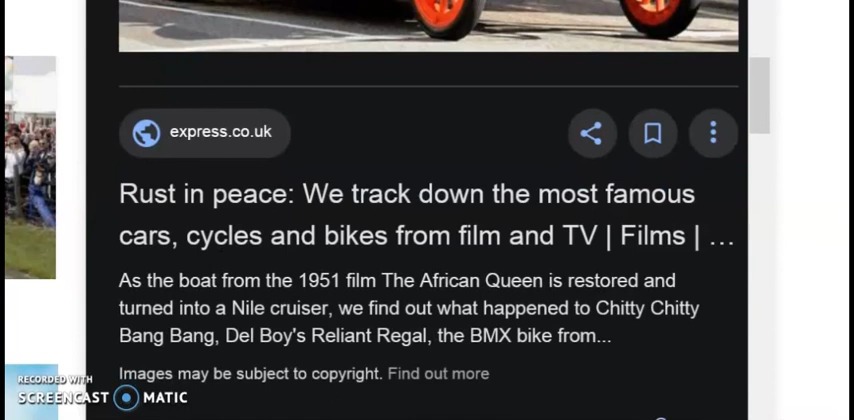 express.co.uk
Rust in peace: We track down the most famous
cars, cycles and bikes from film and TV | Films | ...
As the boat from the 1951 film The African Queen is restored and
turned into a Nile cruiser, we find out what happened to Chitty Chitty
Bang Bang, Del Boy's Reliant Regal, the BMX bike from...
Images may be subject to copyright. Find out more
RECORDED WITH
SCREENCAST MATIC